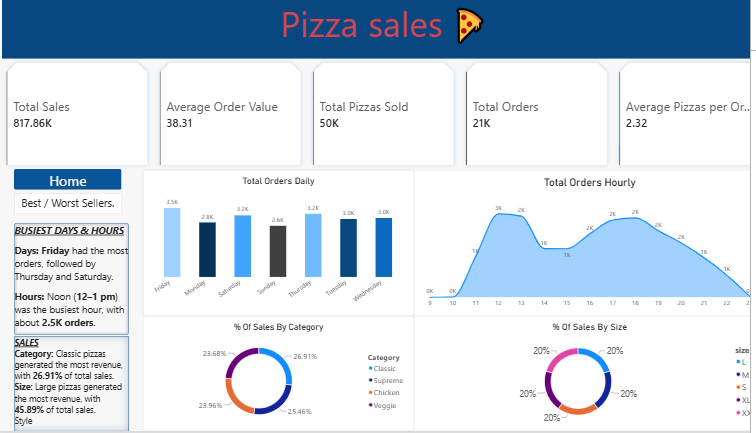 Pizza sales
Total Sales
817.86K
Average Order Value
38.31
Total Pizzas Sold
50K
Total Orders
21K
Average Pizzas per Or...
2.32
Home
Best / Worst Sellers.
BUSIEST DAYS & HOURS
Days: Friday had the most
orders, followed by
Thursday and Saturday.
Hours: Noon (12–1 pm)
was the busiest hour, with
about 2.5K orders.
SALES
Category: Classic pizzas
generated the most revenue,
with 26.91% of total sales.
Size: Large pizzas generated
the most revenue, with
45.89% of total sales.
Style
Total Orders Daily
3.5K 2.8K 3.2K 2.6K 3.2K 3.0K 3.0K
Friday Monday Saturday Sunday Thursday Tuesday Wednesday
Total Orders Hourly
0K 0K 1K 3K 2K 1K 1K 2K 2K 2K 2K 2K 1K 1K 0K
9 10 11 12 13 14 15 16 17 18 19 20 21 22 23
% Of Sales By Category
23.68% 26.91%
23.96% 25.46%
Category
Classic
Supreme
Chicken
Veggie
% Of Sales By Size
20% 20%
20% 20%
20%
size
L
M
S
XL
XX